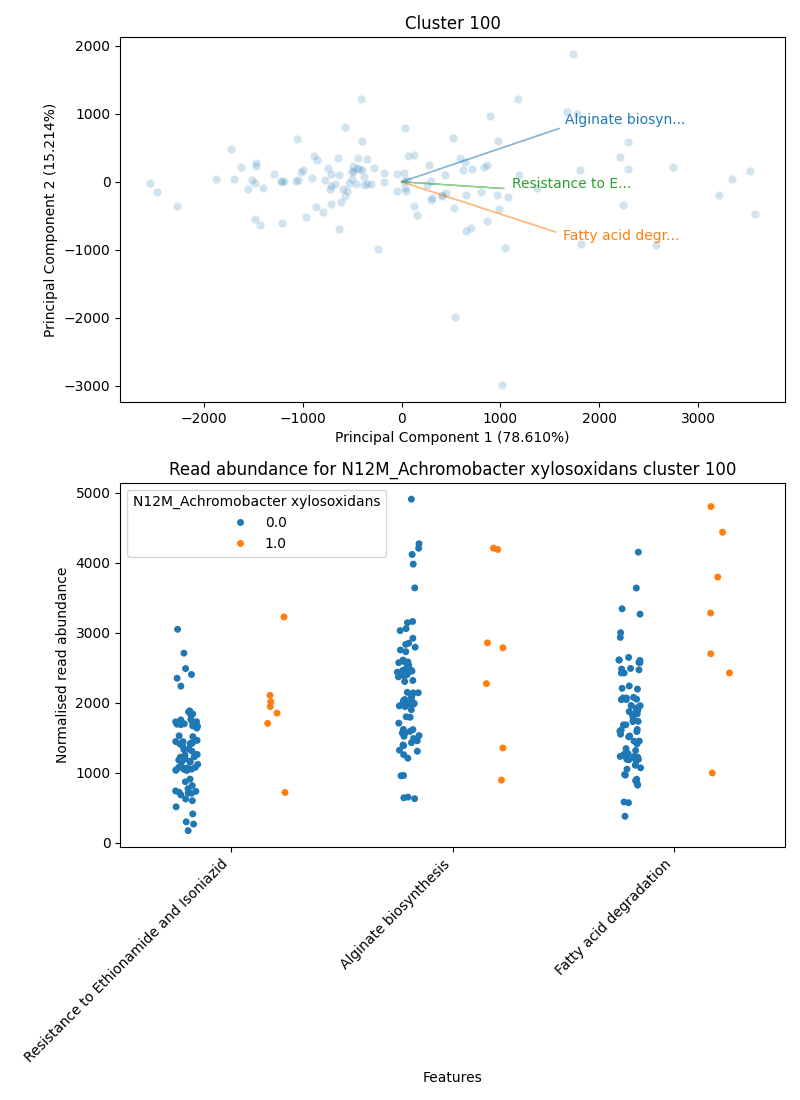 Cluster 100
2000
1000
0
−1000
−2000
−3000
Principal Component 2 (15.214%)
Alginate biosyn...
Resistance to E...
Fatty acid degr...
−2000 −1000 0 1000 2000 3000
Principal Component 1 (78.610%)
Read abundance for N12M_Achromobacter xylosoxidans cluster 100
5000
4000
3000
2000
1000
0
Normalised read abundance
N12M_Achromobacter xylosoxidans
0.0
1.0
Resistance to Ethionamide and Isoniazid
Alginate biosynthesis
Fatty acid degradation
Features